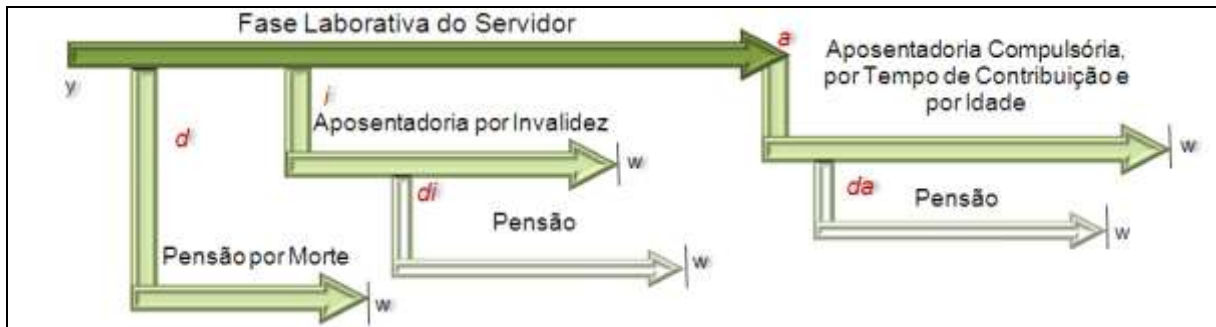 Fase Laborativa do Servidor
a
y
d
i
Aposentadoria por Invalidez
w
di
Pensão
w
Pensão por Morte
w
Aposentadoria Compulsória,
por Tempo de Contribuição e
por Idade
w
da
Pensão
w